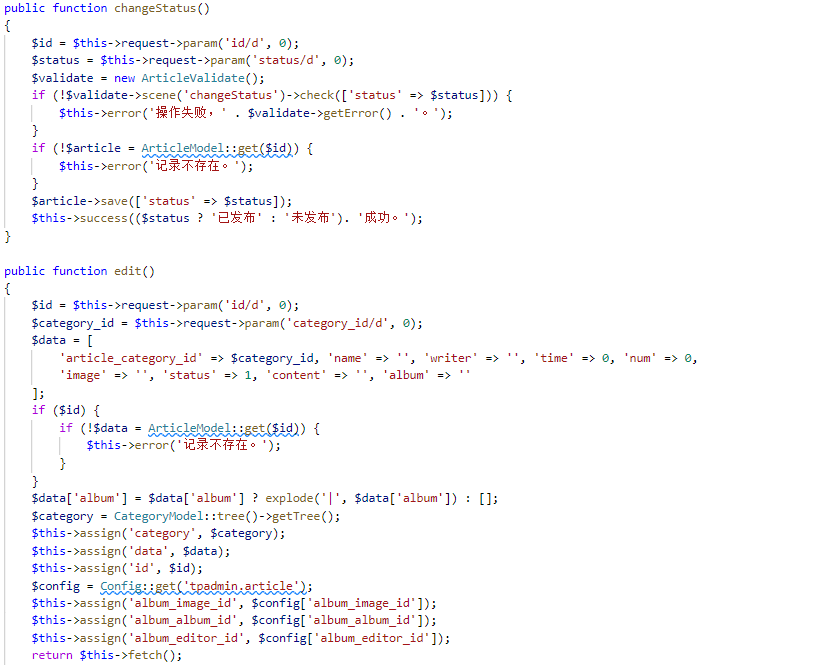 public function changeStatus()
{
    $id = $this->request->param('id/d', 0);
    $status = $this->request->param('status/d', 0);
    $validate = new ArticleValidate();
    if (!$validate->scene('changeStatus')->check(['status' => $status])) {
        $this->error('操作失败，' . $validate->getError() . '。');
    }
    if (!$article = ArticleModel::get($id)) {
        $this->error('记录不存在。');
    }
    $article->save(['status' => $status]);
    $this->success(($status ? '已发布' : '未发布'). '成功。');
}

public function edit()
{
    $id = $this->request->param('id/d', 0);
    $category_id = $this->request->param('category_id/d', 0);
    $data = [
        'article_category_id' => $category_id, 'name' => '', 'writer' => '', 'time' => 0, 'num' => 0,
        'image' => '', 'status' => 1, 'content' => '', 'album' => ''
    ];
    if ($id) {
        if (!$data = ArticleModel::get($id)) {
            $this->error('记录不存在。');
        }
    }
    $data['album'] = $data['album'] ? explode('|', $data['album']) : [];
    $category = CategoryModel::tree()->getTree();
    $this->assign('category', $category);
    $this->assign('data', $data);
    $this->assign('id', $id);
    $config = Config::get('tpadmin.article');
    $this->assign('album_image_id', $config['album_image_id']);
    $this->assign('album_album_id', $config['album_album_id']);
    $this->assign('album_editor_id', $config['album_editor_id']);
    return $this->fetch();